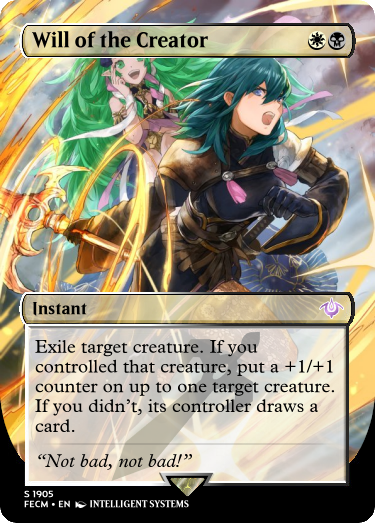 Will of the Creator
Instant
Exile target creature. If you
controlled that creature, put a +1/+1
counter on up to one target creature.
If you didn’t, its controller draws a
card.
“Not bad, not bad!”
S 1905
FECM • EN INTELLIGENT SYSTEMS